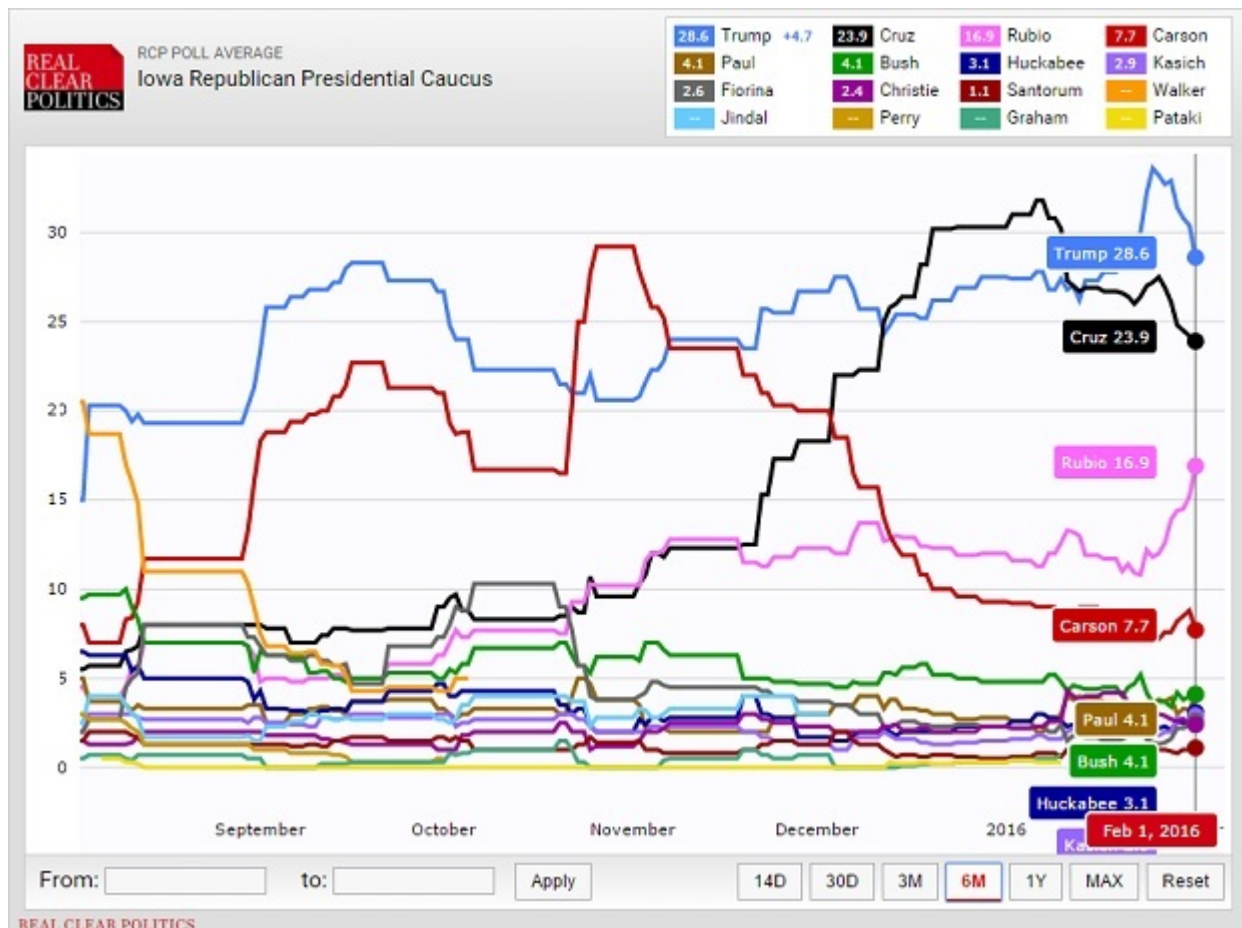 REAL
CLEAR
POLITICS
RCP POLL AVERAGE
Iowa Republican Presidential Caucus
28.6 Trump +4.7 23.9 Cruz 16.9 Rubio 7.7 Carson
4.1 Paul 4.1 Bush 3.1 Huckabee 2.9 Kasich
2.6 Fiorina 2.4 Christie 1.1 Santorum -- Walker
-- Jindal -- Perry -- Graham -- Pataki
30
25
20
15
10
5
0
Trump 28.6
Cruz 23.9
Rubio 16.9
Carson 7.7
Paul 4.1
Bush 4.1
Huckabee 3.1
September October November December 2016
Feb 1, 2016
From: to: Apply 14D 30D 3M 6M 1Y MAX Reset
REAL CLEAR POLITICS